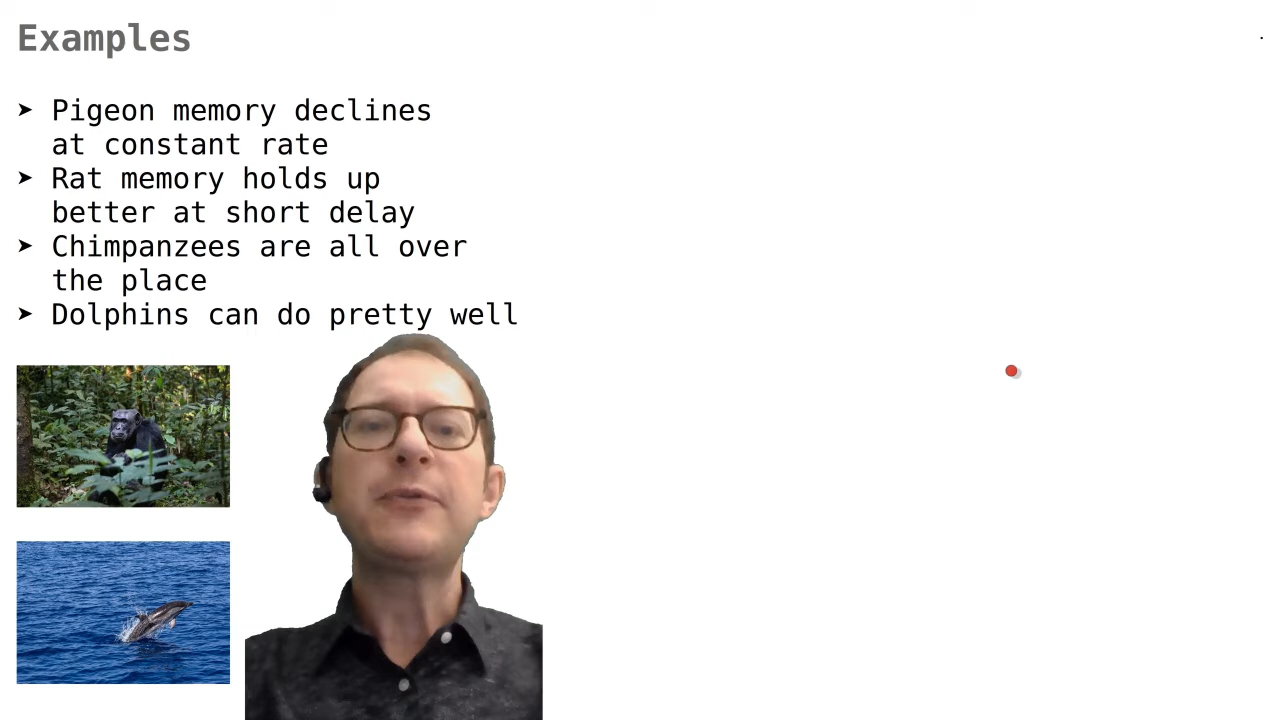 Examples
➤ Pigeon memory declines
at constant rate
➤ Rat memory holds up
better at short delay
➤ Chimpanzees are all over
the place
➤ Dolphins can do pretty well